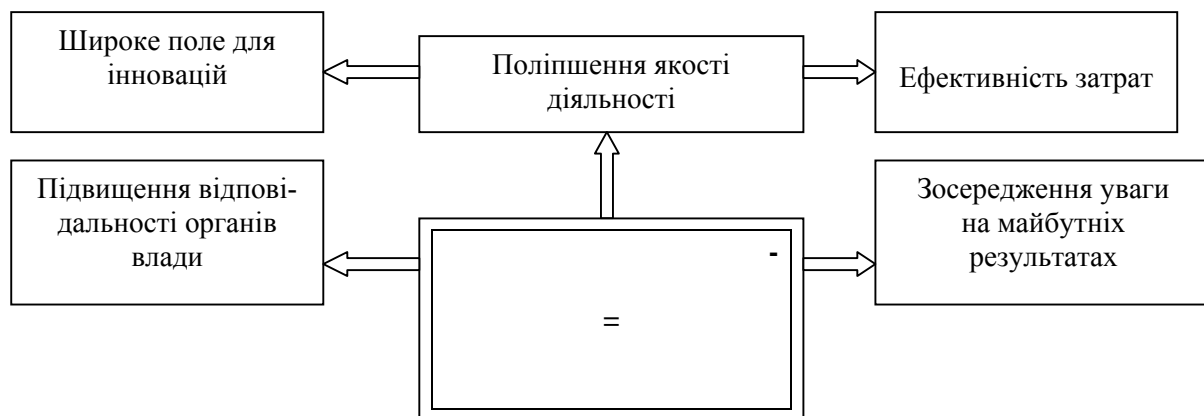 Широке поле для
інновацій
Поліпшення якості
діяльності
Ефективність затрат
Підвищення відпові-
дальності органів
влади
Зосередження уваги
на майбутніх
результатах
-
=